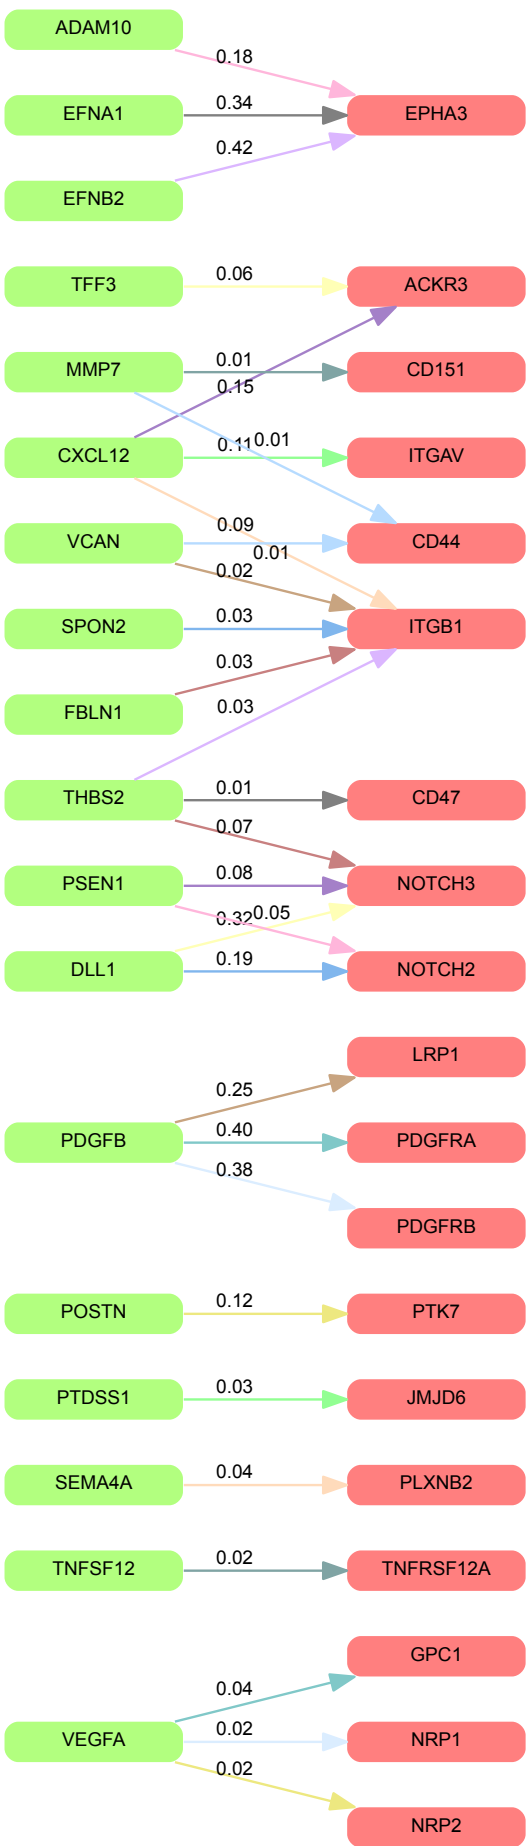 ADAM10
0.18
EFNA1 0.34 EPHA3
0.42
EFNB2
TFF3 0.06 ACKR3
MMP7 0.01 CD151
0.15
CXCL12 0.11 0.01 ITGAV
VCAN 0.09 CD44
0.01
0.02
SPON2 0.03 ITGB1
0.03
FBLN1 0.03
THBS2 0.01 CD47
0.07
PSEN1 0.08 NOTCH3
0.32 0.05
DLL1 0.19 NOTCH2
LRP1
0.25
PDGFB 0.40 PDGFRA
0.38
PDGFRB
POSTN 0.12 PTK7
PTDSS1 0.03 JMJD6
SEMA4A 0.04 PLXNB2
TNFSF12 0.02 TNFRSF12A
GPC1
0.04
VEGFA 0.02 NRP1
0.02
NRP2